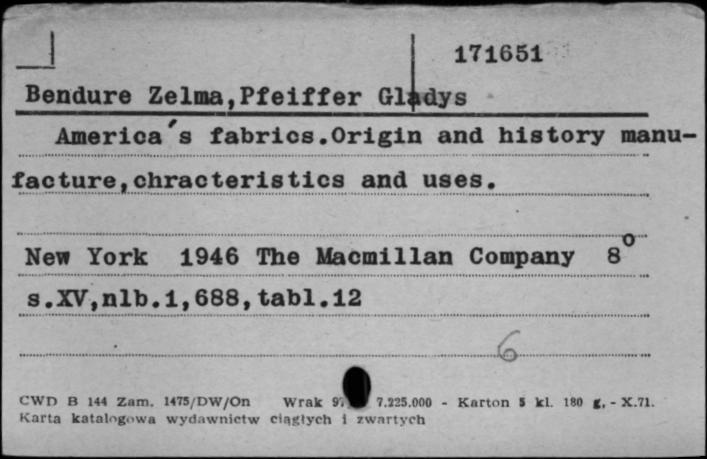 171651
Bendure Zelma,Pfeiffer Gladys
America's fabrics.Origin and history manu-
facture,chracteristics and uses.
New York 1946 The Macmillan Company 8°
s.XV,nlb.1,688,tabl.12
6
CWD B 144 Zam. 1475/DW/On Wrak 7.225.000 - Karton 5 kl. 180 g. - X.71.
Karta katalogowa wydawnictw ciągłych i zwartych